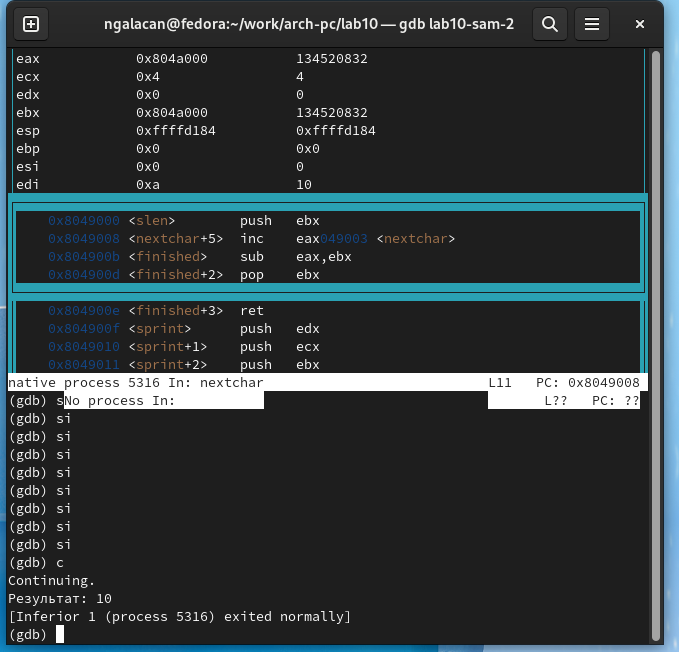 ngalacan@fedora:~/work/arch-pc/lab10 — gdb lab10-sam-2
eax 0x804a000 134520832
ecx 0x4 4
edx 0x0 0
ebx 0x804a000 134520832
esp 0xffffd184 0xffffd184
ebp 0x0 0x0
esi 0x0 0
edi 0xa 10
0x8049000 <slen> push ebx
0x8049008 <nextchar+5> inc eax049003 <nextchar>
0x804900b <finished> sub eax,ebx
0x804900d <finished+2> pop ebx
0x804900e <finished+3> ret
0x804900f <sprint> push edx
0x8049010 <sprint+1> push ecx
0x8049011 <sprint+2> push ebx
native process 5316 In: nextchar L11 PC: 0x8049008
(gdb) sNo process In: L?? PC: ??
(gdb) si
(gdb) si
(gdb) si
(gdb) si
(gdb) si
(gdb) si
(gdb) si
(gdb) si
(gdb) c
Continuing.
Результат: 10
[Inferior 1 (process 5316) exited normally]
(gdb)